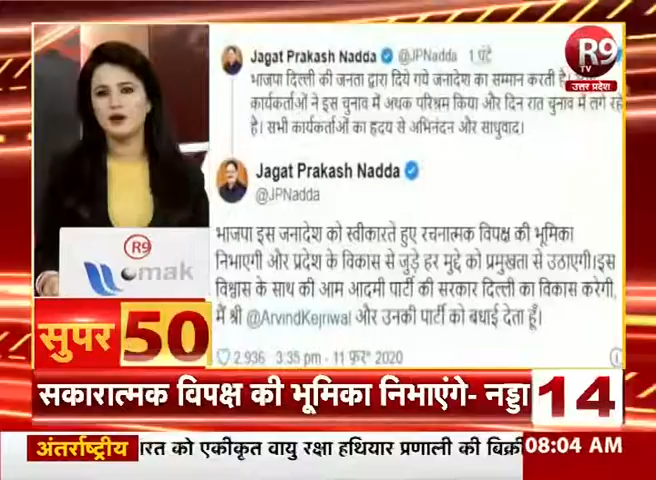 Jagat Prakash Nadda @JPNadda 1 घंटे
भाजपा दिल्ली की जनता द्वारा दिये गये जनादेश का सम्मान करती है।
कार्यकर्ताओं ने इस चुनाव में अथक परिश्रम किया और दिन रात चुनाव में लगे रहे
है। सभी कार्यकर्ताओं का हृदय से अभिनंदन और साधुवाद।
R9
TV
उत्तर प्रदेश
Jagat Prakash Nadda
@JPNadda
भाजपा इस जनादेश को स्वीकारते हुए रचनात्मक विपक्ष की भूमिका
निभाएगी और प्रदेश के विकास से जुड़े हर मुद्दे को प्रमुखता से उठाएगी।इस
विश्वास के साथ की आम आदमी पार्टी की सरकार दिल्ली का विकास करेगी,
मैं श्री @ArvindKejriwal और उनकी पार्टी को बधाई देता हूँ।
2,936 3:35 pm - 11 फ़र॰ 2020
R9
omak
सुपर 50
सकारात्मक विपक्ष की भूमिका निभाएंगे- नड्डा 14
अंतर्राष्ट्रीय रत को एकीकृत वायु रक्षा हथियार प्रणाली की बिक्री 08:04 AM